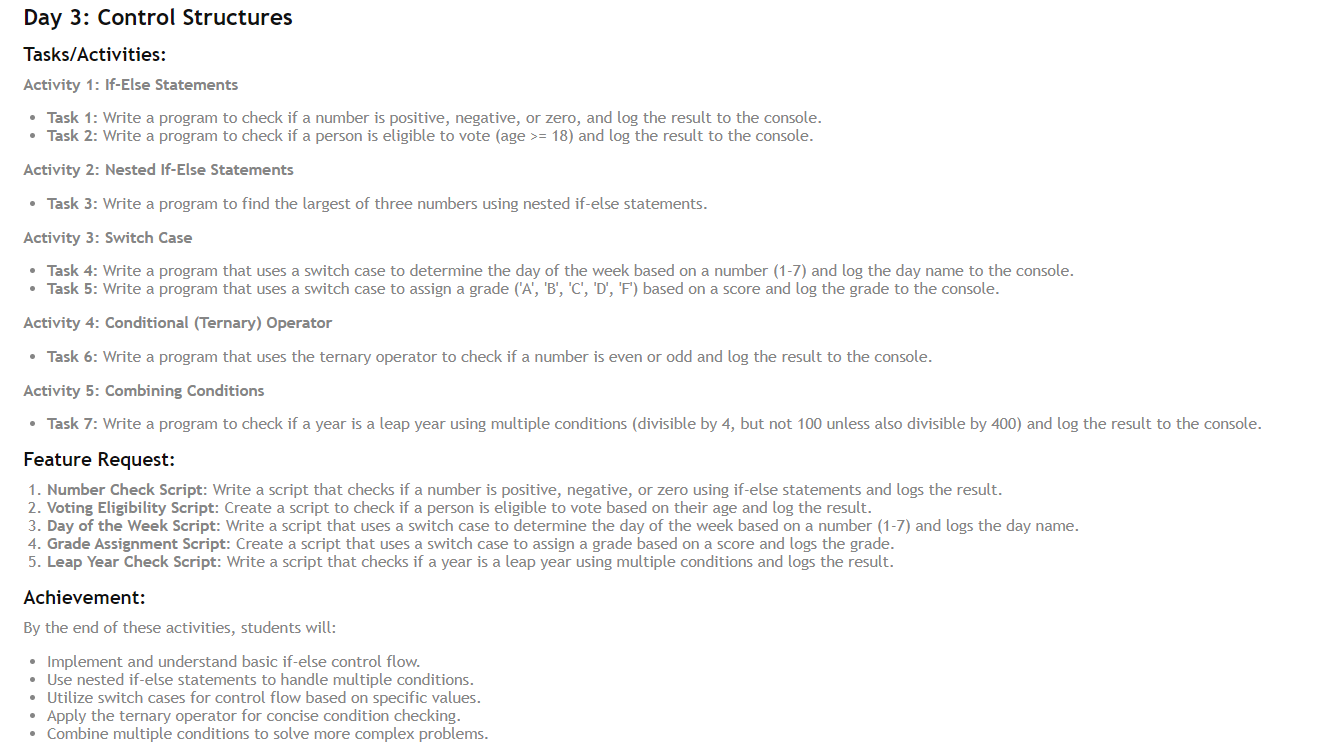 Day 3: Control Structures
Tasks/Activities:
Activity 1: If-Else Statements
• Task 1: Write a program to check if a number is positive, negative, or zero, and log the result to the console.
• Task 2: Write a program to check if a person is eligible to vote (age >= 18) and log the result to the console.
Activity 2: Nested If-Else Statements
• Task 3: Write a program to find the largest of three numbers using nested if-else statements.
Activity 3: Switch Case
• Task 4: Write a program that uses a switch case to determine the day of the week based on a number (1-7) and log the day name to the console.
• Task 5: Write a program that uses a switch case to assign a grade ('A', 'B', 'C', 'D', 'F') based on a score and log the grade to the console.
Activity 4: Conditional (Ternary) Operator
• Task 6: Write a program that uses the ternary operator to check if a number is even or odd and log the result to the console.
Activity 5: Combining Conditions
• Task 7: Write a program to check if a year is a leap year using multiple conditions (divisible by 4, but not 100 unless also divisible by 400) and log the result to the console.
Feature Request:
1. Number Check Script: Write a script that checks if a number is positive, negative, or zero using if-else statements and logs the result.
2. Voting Eligibility Script: Create a script to check if a person is eligible to vote based on their age and log the result.
3. Day of the Week Script: Write a script that uses a switch case to determine the day of the week based on a number (1-7) and logs the day name.
4. Grade Assignment Script: Create a script that uses a switch case to assign a grade based on a score and logs the grade.
5. Leap Year Check Script: Write a script that checks if a year is a leap year using multiple conditions and logs the result.
Achievement:
By the end of these activities, students will:
• Implement and understand basic if-else control flow.
• Use nested if-else statements to handle multiple conditions.
• Utilize switch cases for control flow based on specific values.
• Apply the ternary operator for concise condition checking.
• Combine multiple conditions to solve more complex problems.